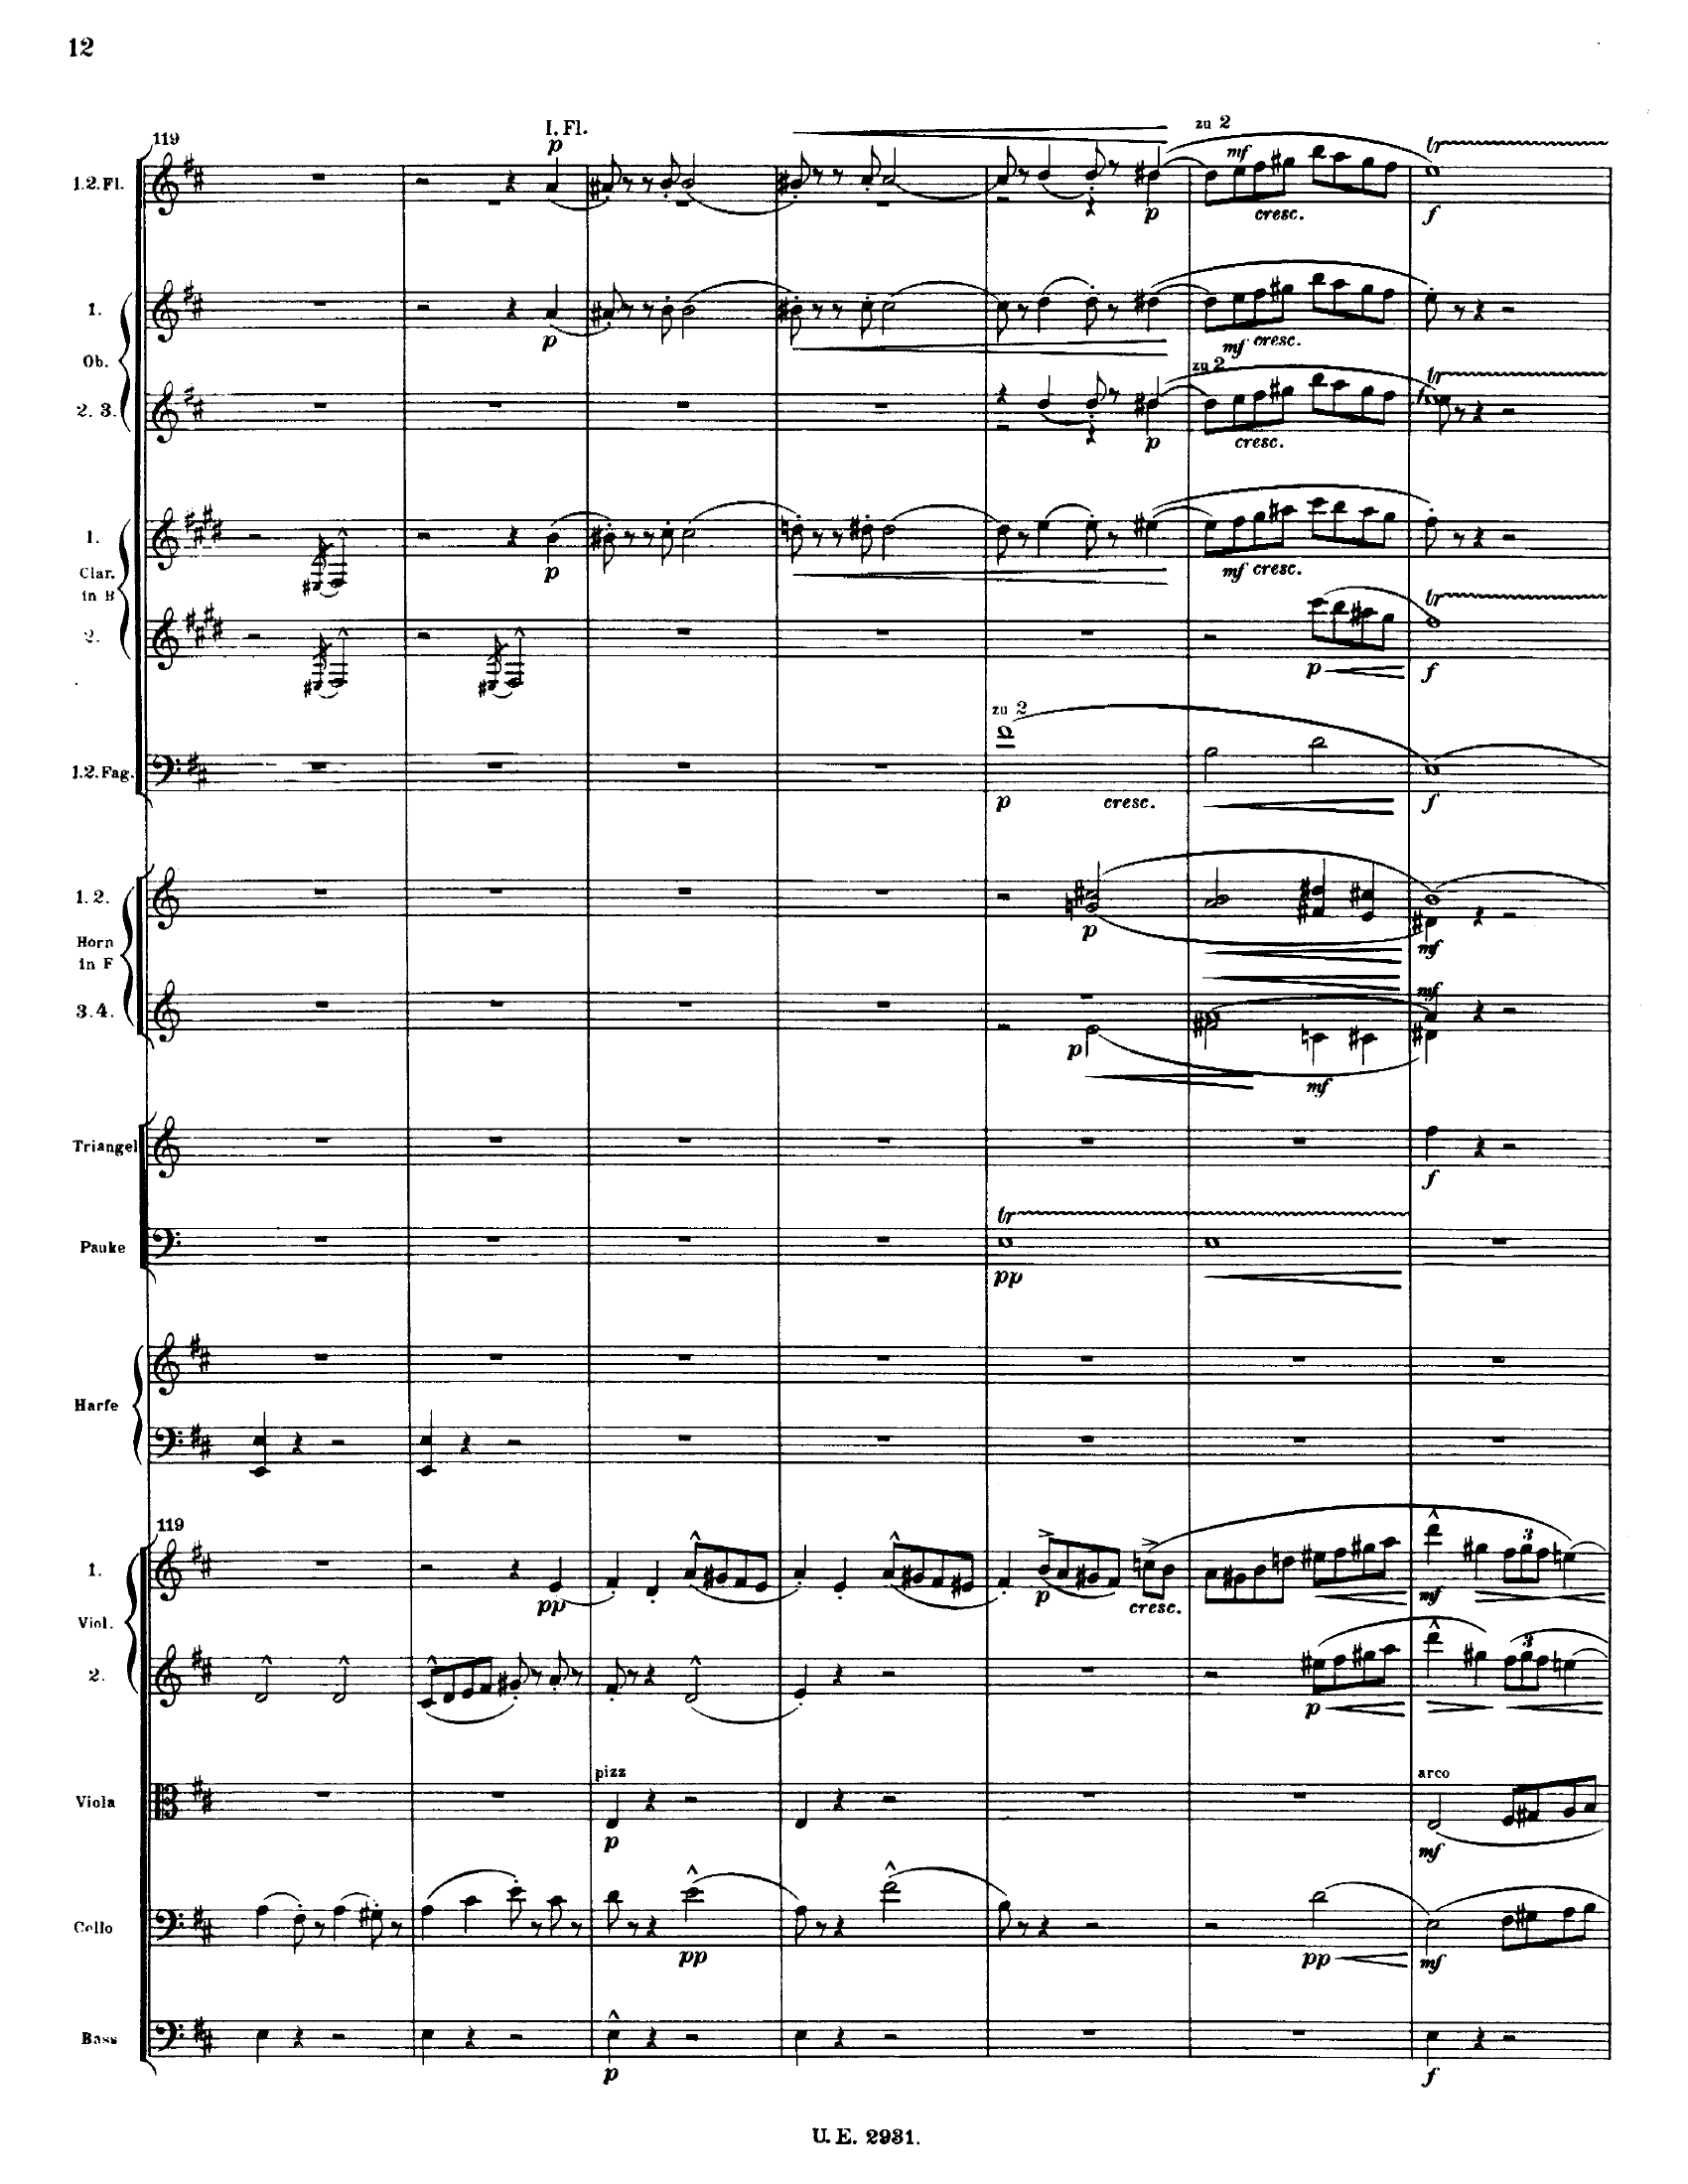 12
119
I. Fl.
p
zu 2
1.2. Fl.
mf
tr
p
cresc.
f
1.
p
mf
cresc.
Ob.
zu 2
tr
2. 3.
p
cresc.
1.
p
mf
cresc.
Clar.
in B
tr
2.
p
f
zu 2
1.2. Fag.
p
cresc.
f
1. 2.
p
mf
Horn
in F
mf
3. 4.
p
mf
Triangel
f
tr
Pauke
pp
Harfe
119
3
1.
pp
p
cresc.
mf
Viol.
3
2.
p
pizz
arco
Viola
p
mf
Cello
pp
pp
mf
Bass
p
f
U. E. 2931.